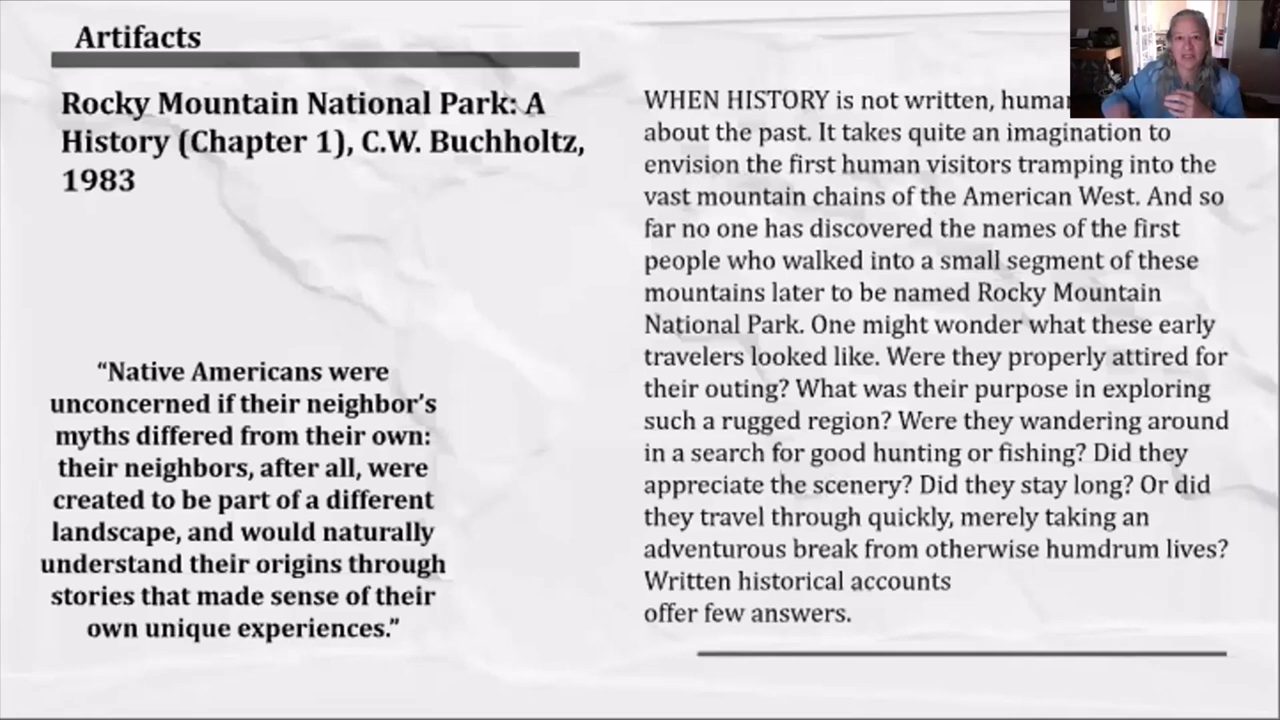 Artifacts
Rocky Mountain National Park: A
History (Chapter 1), C.W. Buchholtz,
1983
“Native Americans were
unconcerned if their neighbor’s
myths differed from their own:
their neighbors, after all, were
created to be part of a different
landscape, and would naturally
understand their origins through
stories that made sense of their
own unique experiences.”
WHEN HISTORY is not written,
about the past. It takes quite an imagination to
envision the first human visitors tramping into the
vast mountain chains of the American West. And so
far no one has discovered the names of the first
people who walked into a small segment of these
mountains later to be named Rocky Mountain
National Park. One might wonder what these early
travelers looked like. Were they properly attired for
their outing? What was their purpose in exploring
such a rugged region? Were they wandering around
in a search for good hunting or fishing? Did they
appreciate the scenery? Did they stay long? Or did
they travel through quickly, merely taking an
adventurous break from otherwise humdrum lives?
Written historical accounts
offer few answers.